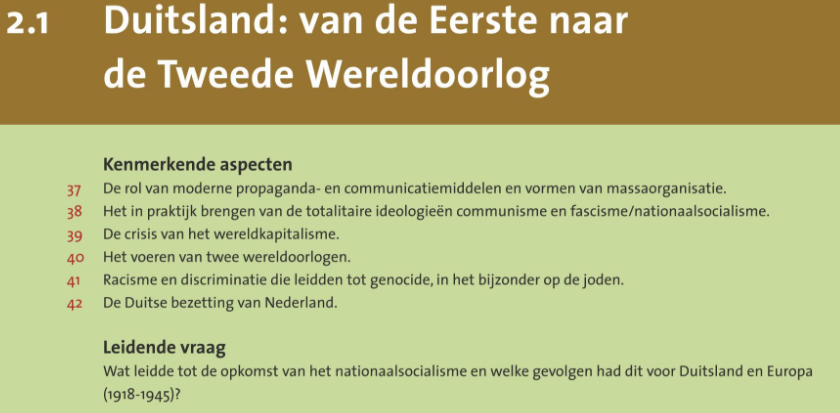 2.1 Duitsland: van de Eerste naar
de Tweede Wereldoorlog
Kenmerkende aspecten
37 De rol van moderne propaganda- en communicatiemiddelen en vormen van massaorganisatie.
38 Het in praktijk brengen van de totalitaire ideologieën communisme en fascisme/nationaalsocialisme.
39 De crisis van het wereldkapitalisme.
40 Het voeren van twee wereldoorlogen.
41 Racisme en discriminatie die leidden tot genocide, in het bijzonder op de joden.
42 De Duitse bezetting van Nederland.
Leidende vraag
Wat leidde tot de opkomst van het nationaalsocialisme en welke gevolgen had dit voor Duitsland en Europa
(1918-1945)?